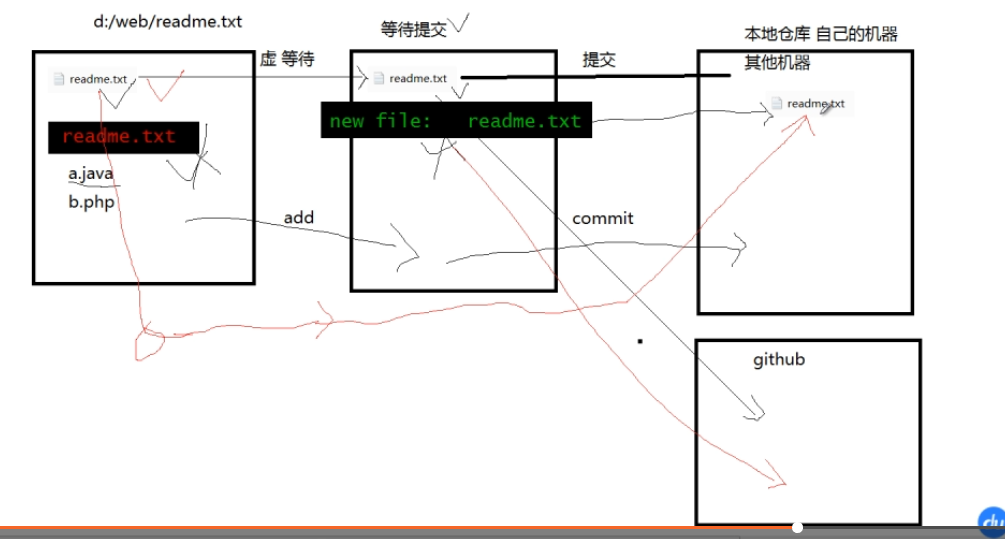 d:/web/readme.txt
readme.txt
readme.txt
a.java
b.php
虚 等待
add
等待提交
readme.txt
new file: readme.txt
提交
commit
本地仓库 自己的机器
其他机器
readme.txt
github
du